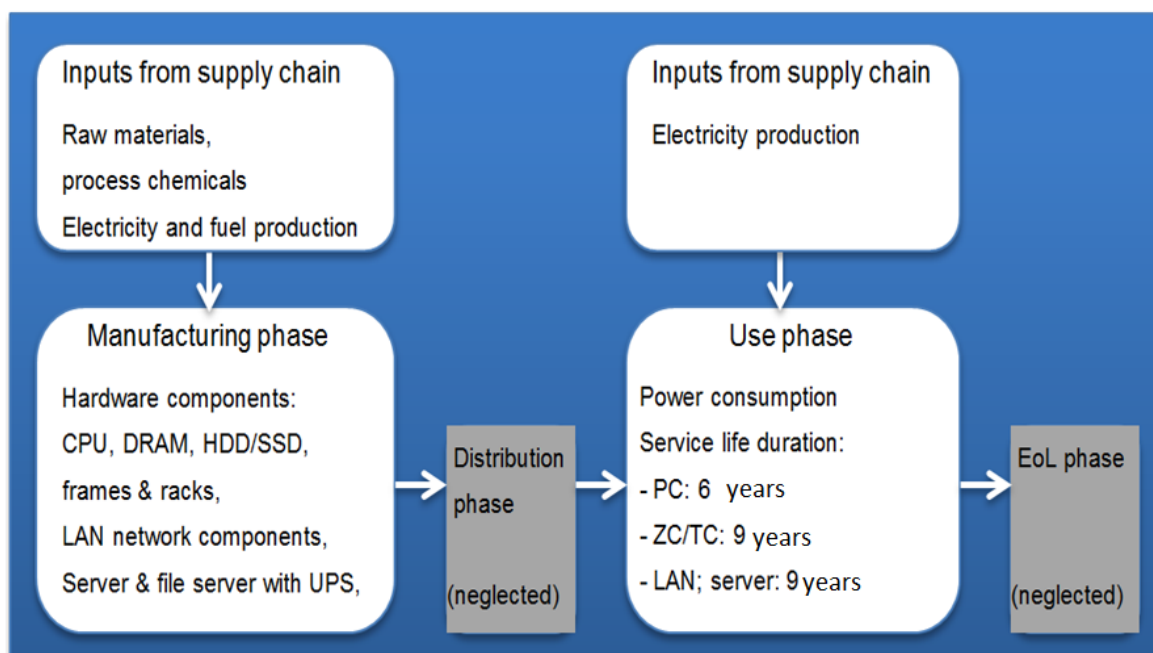 Inputs from supply chain
Raw materials,
process chemicals
Electricity and fuel production
Inputs from supply chain
Electricity production
Manufacturing phase
Hardware components:
CPU, DRAM, HDD/SSD,
frames & racks,
LAN network components,
Server & file server with UPS,
Distribution
phase
(neglected)
Use phase
Power consumption
Service life duration:
- PC: 6 years
- ZC/TC: 9 years
- LAN; server: 9 years
EoL phase
(neglected)